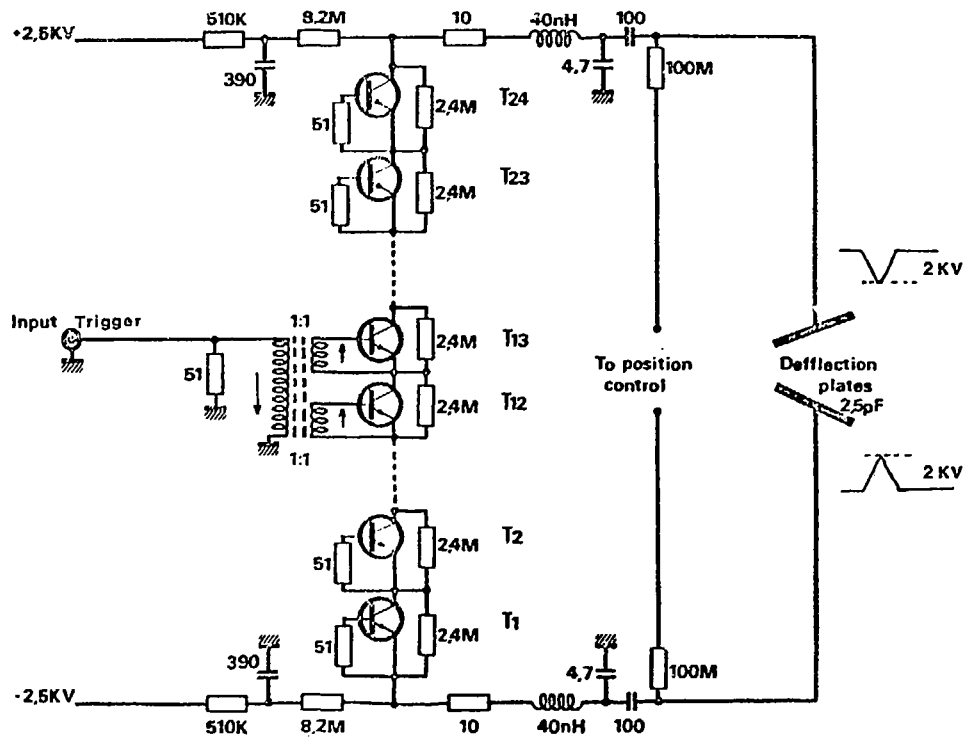 510K 8.2M 10 40nH 100
+2,5KV
390 4,7 100M
51 2,4M T24
51 2,4M T23
2 KV
Input Trigger 1:1
51 2,4M T13
2,4M T12
1:1
To position control
Defflection plates 2,5pF
2 KV
51 2,4M T2
51 2,4M T1
390 4,7 100M
-2,5KV
510K 8.2M 10 40nH 100